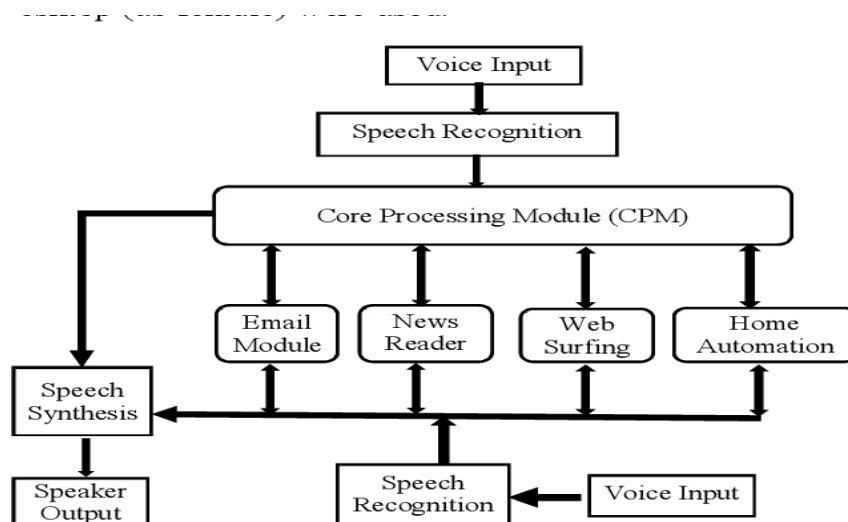 Voice Input
Speech Recognition
Core Processing Module (CPM)
Email
Module
News
Reader
Web
Surfing
Home
Automation
Speech
Synthesis
Speaker
Output
Speech
Recognition
Voice Input